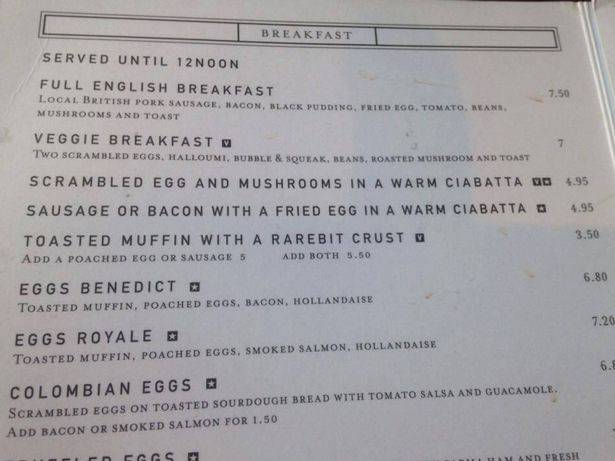 BREAKFAST
SERVED UNTIL 12NOON
FULL ENGLISH BREAKFAST 7.50
LOCAL BRITISH PORK SAUSAGE, BACON, BLACK PUDDING, FRIED EGG, TOMATO, BEANS,
MUSHROOMS AND TOAST
VEGGIE BREAKFAST V 7
TWO SCRAMBLED EGGS, HALLOUMI, BUBBLE & SQUEAK, BEANS, ROASTED MUSHROOM AND TOAST
SCRAMBLED EGG AND MUSHROOMS IN A WARM CIABATTA V★ 4.95
SAUSAGE OR BACON WITH A FRIED EGG IN A WARM CIABATTA ★ 4.95
TOASTED MUFFIN WITH A RAREBIT CRUST V 3.50
ADD A POACHED EGG OR SAUSAGE 5 ADD BOTH 5.50
EGGS BENEDICT ★ 6.80
TOASTED MUFFIN, POACHED EGGS, BACON, HOLLANDAISE
EGGS ROYALE ★ 7.20
TOASTED MUFFIN, POACHED EGGS, SMOKED SALMON, HOLLANDAISE
COLOMBIAN EGGS ★
SCRAMBLED EGGS ON TOASTED SOURDOUGH BREAD WITH TOMATO SALSA AND GUACAMOLE.
ADD BACON OR SMOKED SALMON FOR 1.50
EGGS ★
HAM AND FRESH